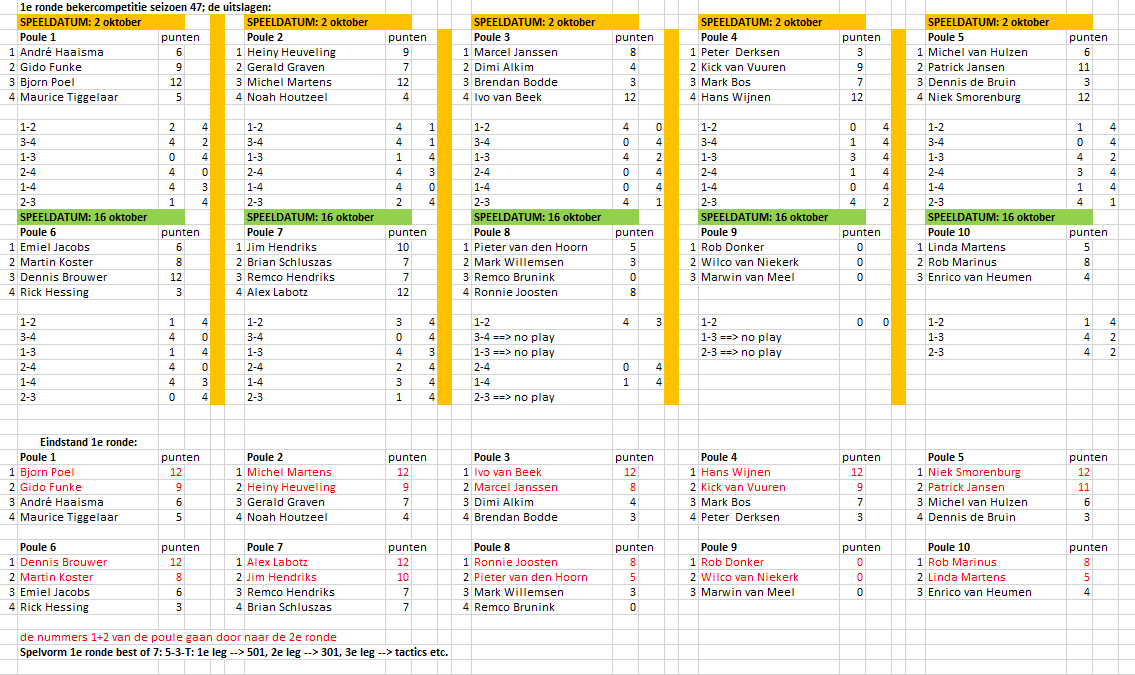 1e ronde bekercompetitie seizoen 47; de uitslagen:
SPEELDATUM: 2 oktober SPEELDATUM: 2 oktober SPEELDATUM: 2 oktober SPEELDATUM: 2 oktober SPEELDATUM: 2 oktober
Poule 1 punten Poule 2 punten Poule 3 punten Poule 4 punten Poule 5 punten
1 André Haaisma 6 1 Heiny Heuveling 9 1 Marcel Janssen 8 1 Peter Derksen 3 1 Michel van Hulzen 6
2 Gido Funke 9 2 Gerald Graven 7 2 Dimi Alkim 4 2 Kick van Vuuren 9 2 Patrick Jansen 11
3 Bjorn Poel 12 3 Michel Martens 12 3 Brendan Bodde 3 3 Mark Bos 7 3 Dennis de Bruin 3
4 Maurice Tiggelaar 5 4 Noah Houtzeel 4 4 Ivo van Beek 12 4 Hans Wijnen 12 4 Niek Smorenburg 12
1-2 2 4 1-2 4 1 1-2 4 0 1-2 0 4 1-2 1 4
3-4 4 2 3-4 4 1 3-4 0 4 3-4 1 4 3-4 0 4
1-3 0 4 1-3 1 4 1-3 4 2 1-3 3 4 1-3 4 2
2-4 4 0 2-4 4 3 2-4 0 4 2-4 1 4 2-4 3 4
1-4 4 3 1-4 4 0 1-4 0 4 1-4 0 4 1-4 1 4
2-3 1 4 2-3 2 4 2-3 4 1 2-3 4 2 2-3 4 1
SPEELDATUM: 16 oktober SPEELDATUM: 16 oktober SPEELDATUM: 16 oktober SPEELDATUM: 16 oktober SPEELDATUM: 16 oktober
Poule 6 punten Poule 7 punten Poule 8 punten Poule 9 punten Poule 10 punten
1 Emiel Jacobs 6 1 Jim Hendriks 10 1 Pieter van den Hoorn 5 1 Rob Donker 0 1 Linda Martens 5
2 Martin Koster 8 2 Brian Schluszas 7 2 Mark Willemsen 3 2 Wilco van Niekerk 0 2 Rob Marinus 8
3 Dennis Brouwer 12 3 Remco Hendriks 7 3 Remco Brunink 0 3 Marwin van Meel 0 3 Enrico van Heumen 4
4 Rick Hessing 3 4 Alex Labotz 12 4 Ronnie Joosten 8
1-2 1 4 1-2 3 4 1-2 4 3 1-2 0 0 1-2 1 4
3-4 4 0 3-4 0 4 3-4 ==> no play 1-3 ==> no play 1-3 4 2
1-3 1 4 1-3 4 3 1-3 ==> no play 2-3 ==> no play 2-3 4 2
2-4 4 0 2-4 2 4 2-4 0 4
1-4 4 3 1-4 3 4 1-4 1 4
2-3 0 4 2-3 1 4 2-3 ==> no play
Eindstand 1e ronde:
Poule 1 punten Poule 2 punten Poule 3 punten Poule 4 punten Poule 5 punten
1 Bjorn Poel 12 1 Michel Martens 12 1 Ivo van Beek 12 1 Hans Wijnen 12 1 Niek Smorenburg 12
2 Gido Funke 9 2 Heiny Heuveling 9 2 Marcel Janssen 8 2 Kick van Vuuren 9 2 Patrick Jansen 11
3 André Haaisma 6 3 Gerald Graven 7 3 Dimi Alkim 4 3 Mark Bos 7 3 Michel van Hulzen 6
4 Maurice Tiggelaar 5 4 Noah Houtzeel 4 4 Brendan Bodde 3 4 Peter Derksen 3 4 Dennis de Bruin 3
Poule 6 punten Poule 7 punten Poule 8 punten Poule 9 punten Poule 10 punten
1 Dennis Brouwer 12 1 Alex Labotz 12 1 Ronnie Joosten 8 1 Rob Donker 0 1 Rob Marinus 8
2 Martin Koster 8 2 Jim Hendriks 10 2 Pieter van den Hoorn 5 2 Wilco van Niekerk 0 2 Linda Martens 5
3 Emiel Jacobs 6 3 Remco Hendriks 7 3 Mark Willemsen 3 3 Marwin van Meel 0 3 Enrico van Heumen 4
4 Rick Hessing 3 4 Brian Schluszas 7 4 Remco Brunink 0
de nummers 1+2 van de poule gaan door naar de 2e ronde
Spelvorm 1e ronde best of 7: 5-3-T: 1e leg --> 501, 2e leg --> 301, 3e leg --> tactics etc.